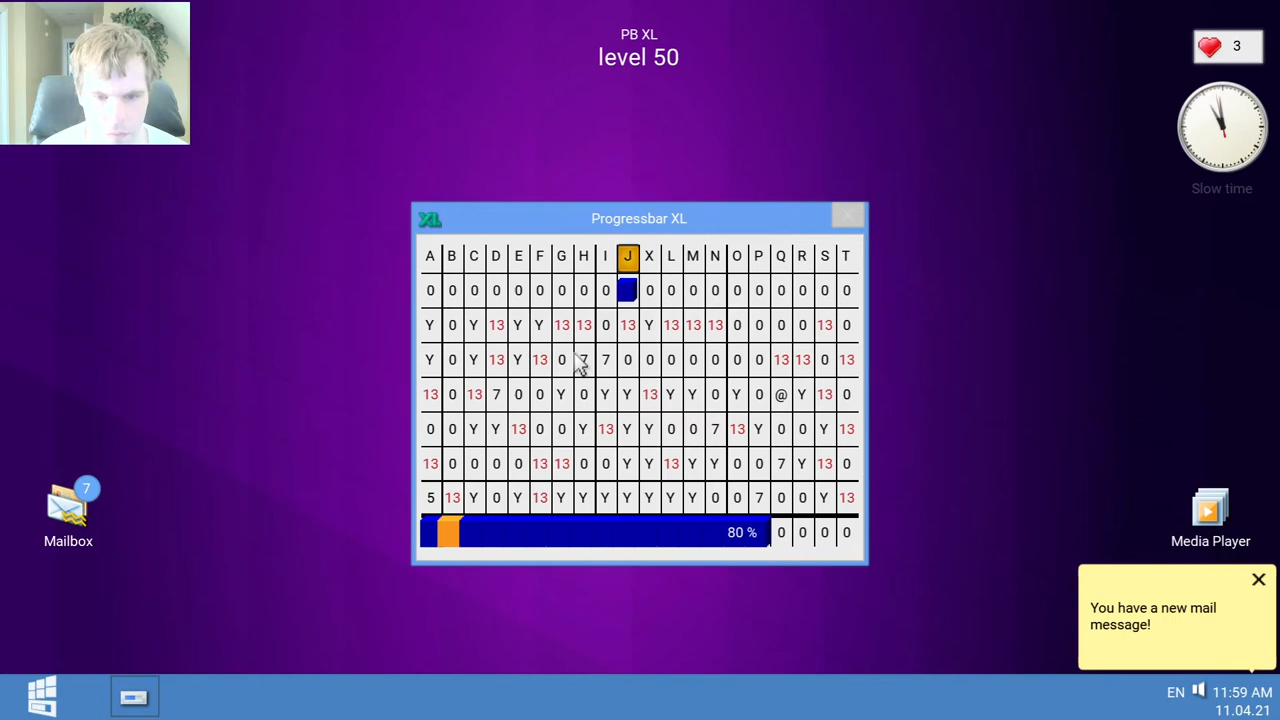 PB XL
level 50
3
Slow time
XL Progressbar XL
A B C D E F G H I J X L M N O P Q R S T
0 0 0 0 0 0 0 0 0 0 0 0 0 0 0 0 0 0 0
Y 0 Y 13 Y Y 13 13 0 13 Y 13 13 13 0 0 0 0 13 0
Y 0 Y 13 Y 13 0 7 7 0 0 0 0 0 0 0 13 13 0 13
13 0 13 7 0 0 Y 0 Y Y 13 Y Y 0 Y 0 @ Y 13 0
0 0 Y Y 13 0 0 Y 13 Y Y 0 0 7 13 Y 0 0 Y 13
13 0 0 0 0 13 13 0 0 Y Y 13 Y Y 0 0 7 Y 13 0
5 13 Y 0 Y 13 Y Y Y Y Y Y Y 0 0 7 0 0 Y 13
80 % 0 0 0 0
7
Mailbox
Media Player
You have a new mail
message!
EN 11:59 AM
11.04.21